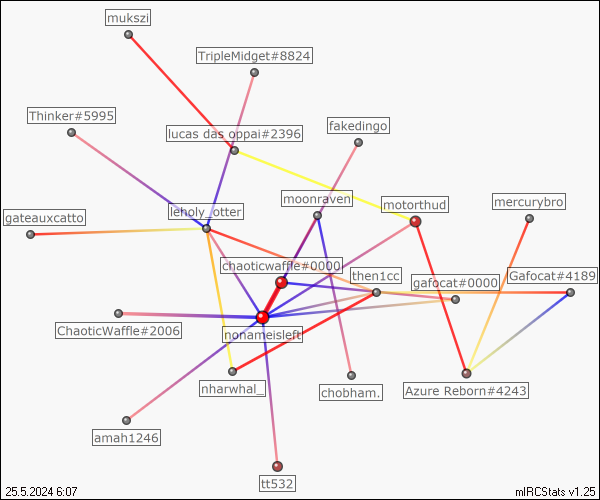 mukszi
TripleMidget#8824
Thinker#5995
fakedingo
lucas das oppai#2396
moonraven
motorthud
mercurybro
gateauxcatto
leholy_otter
chaoticwaffle#0000
then1cc
gafocat#0000
Gafocat#4189
ChaoticWaffle#2006
nonameisleft
nharwhal_
chobham.
Azure Reborn#4243
amah1246
tt532
25.5.2024 6:07
mIRCStats v1.25